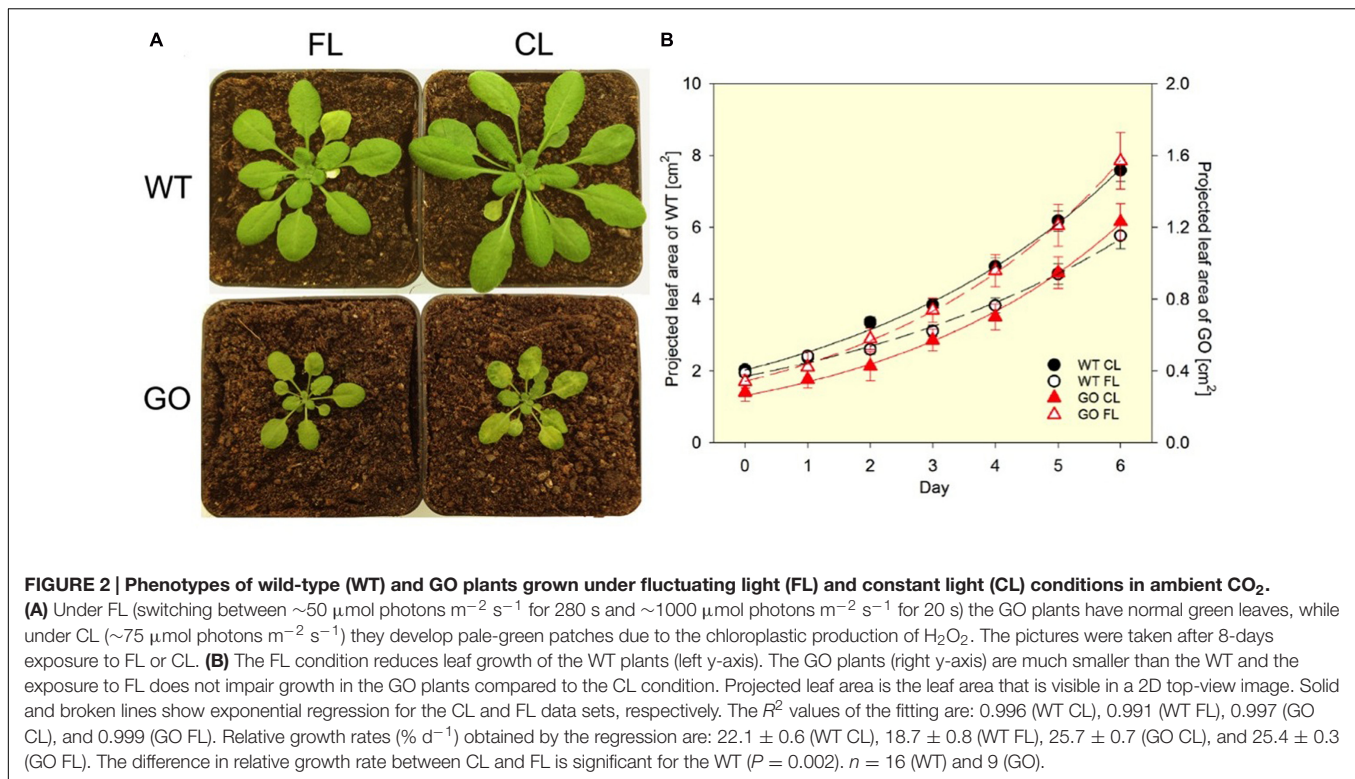 A
FL
CL
WT
GO
B
Projected leaf area of WT [cm²]
10
8
6
4
2
0
2.0
1.6
1.2
0.8
0.4
0.0
Projected leaf area of GO [cm²]
WT CL
WT FL
GO CL
GO FL
0 1 2 3 4 5 6
Day
FIGURE 2 | Phenotypes of wild-type (WT) and GO plants grown under fluctuating light (FL) and constant light (CL) conditions in ambient CO₂.
(A) Under FL (switching between ∼50 μmol photons m⁻² s⁻¹ for 280 s and ∼1000 μmol photons m⁻² s⁻¹ for 20 s) the GO plants have normal green leaves, while
under CL (∼75 μmol photons m⁻² s⁻¹) they develop pale-green patches due to the chloroplastic production of H₂O₂. The pictures were taken after 8-days
exposure to FL or CL. (B) The FL condition reduces leaf growth of the WT plants (left y-axis). The GO plants (right y-axis) are much smaller than the WT and the
exposure to FL does not impair growth in the GO plants compared to the CL condition. Projected leaf area is the leaf area that is visible in a 2D top-view image. Solid
and broken lines show exponential regression for the CL and FL data sets, respectively. The R² values of the fitting are: 0.996 (WT CL), 0.991 (WT FL), 0.997 (GO
CL), and 0.999 (GO FL). Relative growth rates (% d⁻¹) obtained by the regression are: 22.1 ± 0.6 (WT CL), 18.7 ± 0.8 (WT FL), 25.7 ± 0.7 (GO CL), and 25.4 ± 0.3
(GO FL). The difference in relative growth rate between CL and FL is significant for the WT (P = 0.002). n = 16 (WT) and 9 (GO).